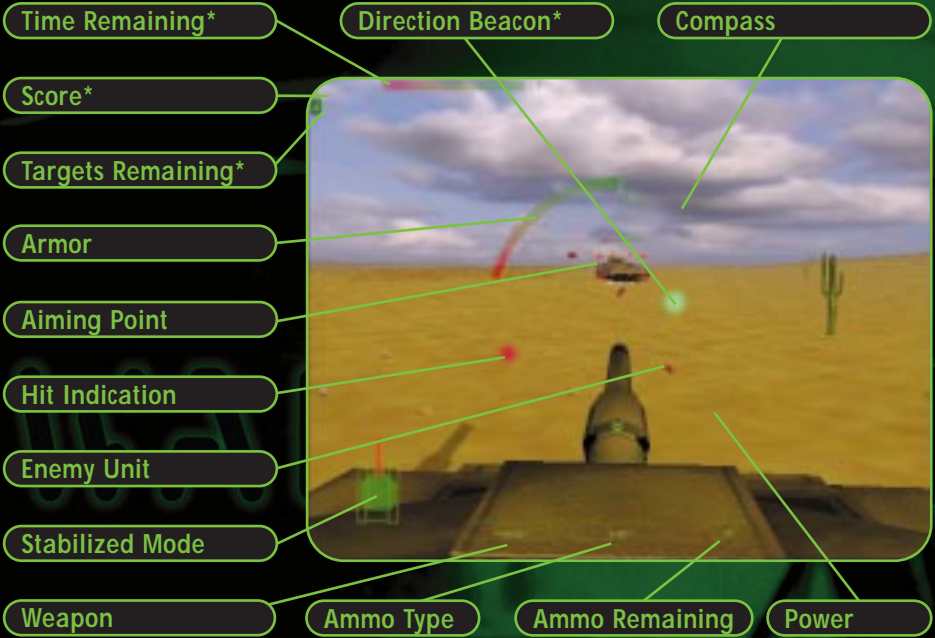 Time Remaining*
Direction Beacon*
Compass
Score*
Targets Remaining*
Armor
Aiming Point
Hit Indication
Enemy Unit
Stabilized Mode
Weapon
Ammo Type
Ammo Remaining
Power